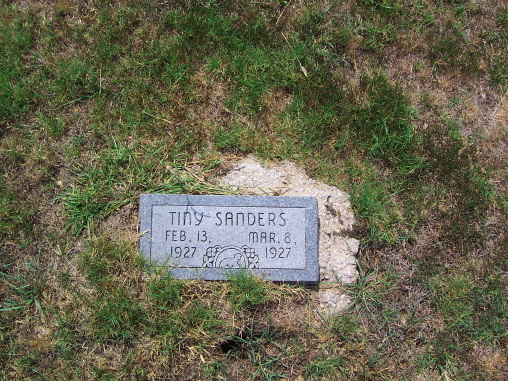 TINY SANDERS
FEB. 13, MAR. 8,
1927 1927